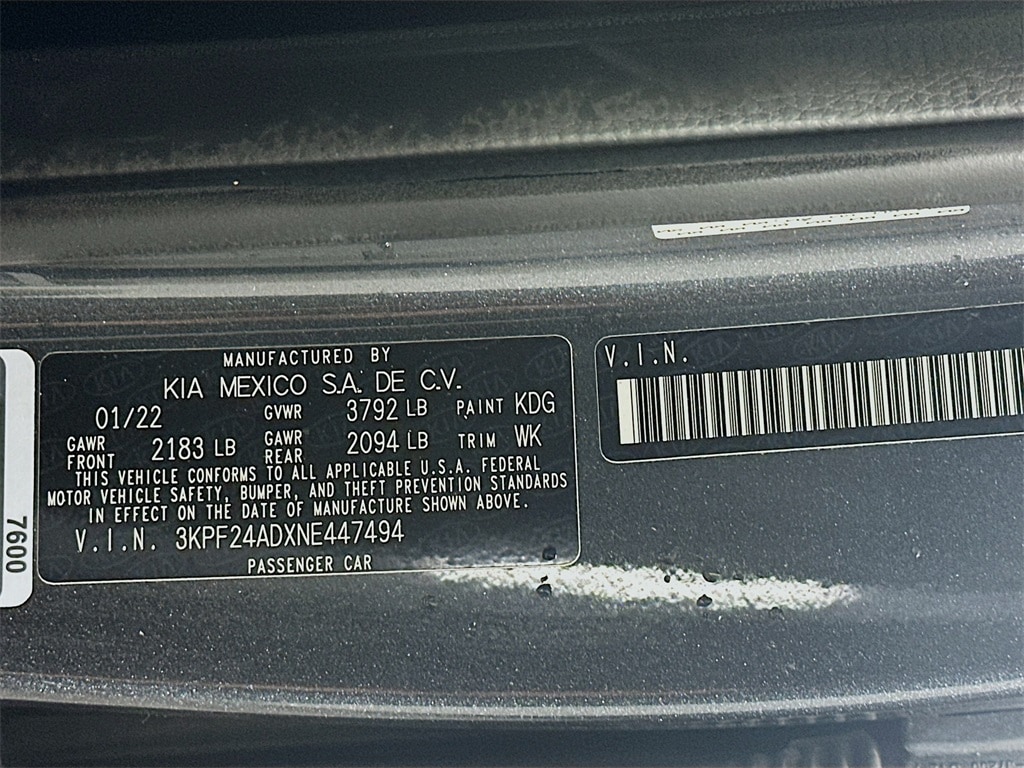 MANUFACTURED BY
KIA MEXICO S.A. DE C.V.
01/22 GVWR 3792 LB PAINT KDG
GAWR FRONT 2183 LB GAWR REAR 2094 LB TRIM WK
THIS VEHICLE CONFORMS TO ALL APPLICABLE U.S.A. FEDERAL
MOTOR VEHICLE SAFETY, BUMPER, AND THEFT PREVENTION STANDARDS
IN EFFECT ON THE DATE OF MANUFACTURE SHOWN ABOVE.
V.I.N. 3KPF24ADXNE447494
PASSENGER CAR
V.I.N.
7600